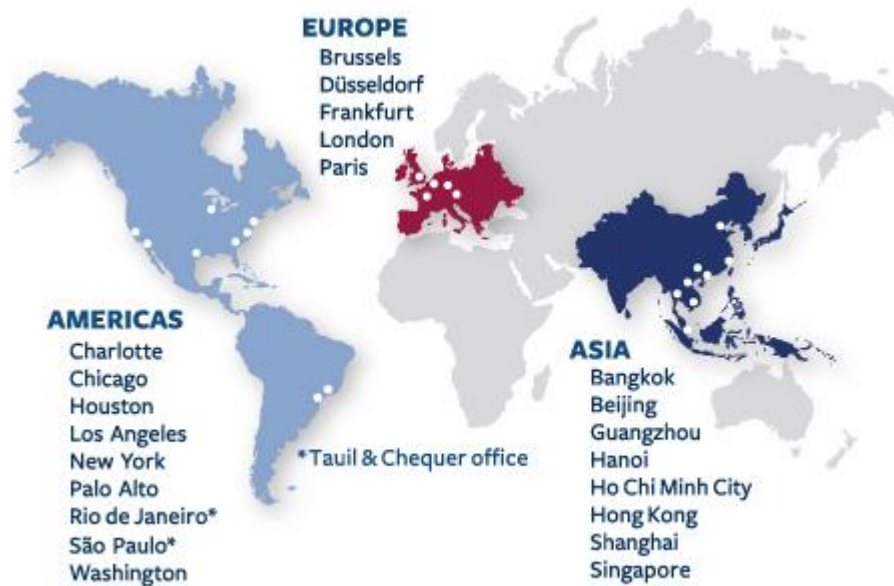 EUROPE
Brussels
Düsseldorf
Frankfurt
London
Paris
AMERICAS
Charlotte
Chicago
Houston
Los Angeles
New York
Palo Alto
Rio de Janeiro*
São Paulo*
Washington
*Tauil & Chequer office
ASIA
Bangkok
Beijing
Guangzhou
Hanoi
Ho Chi Minh City
Hong Kong
Shanghai
Singapore